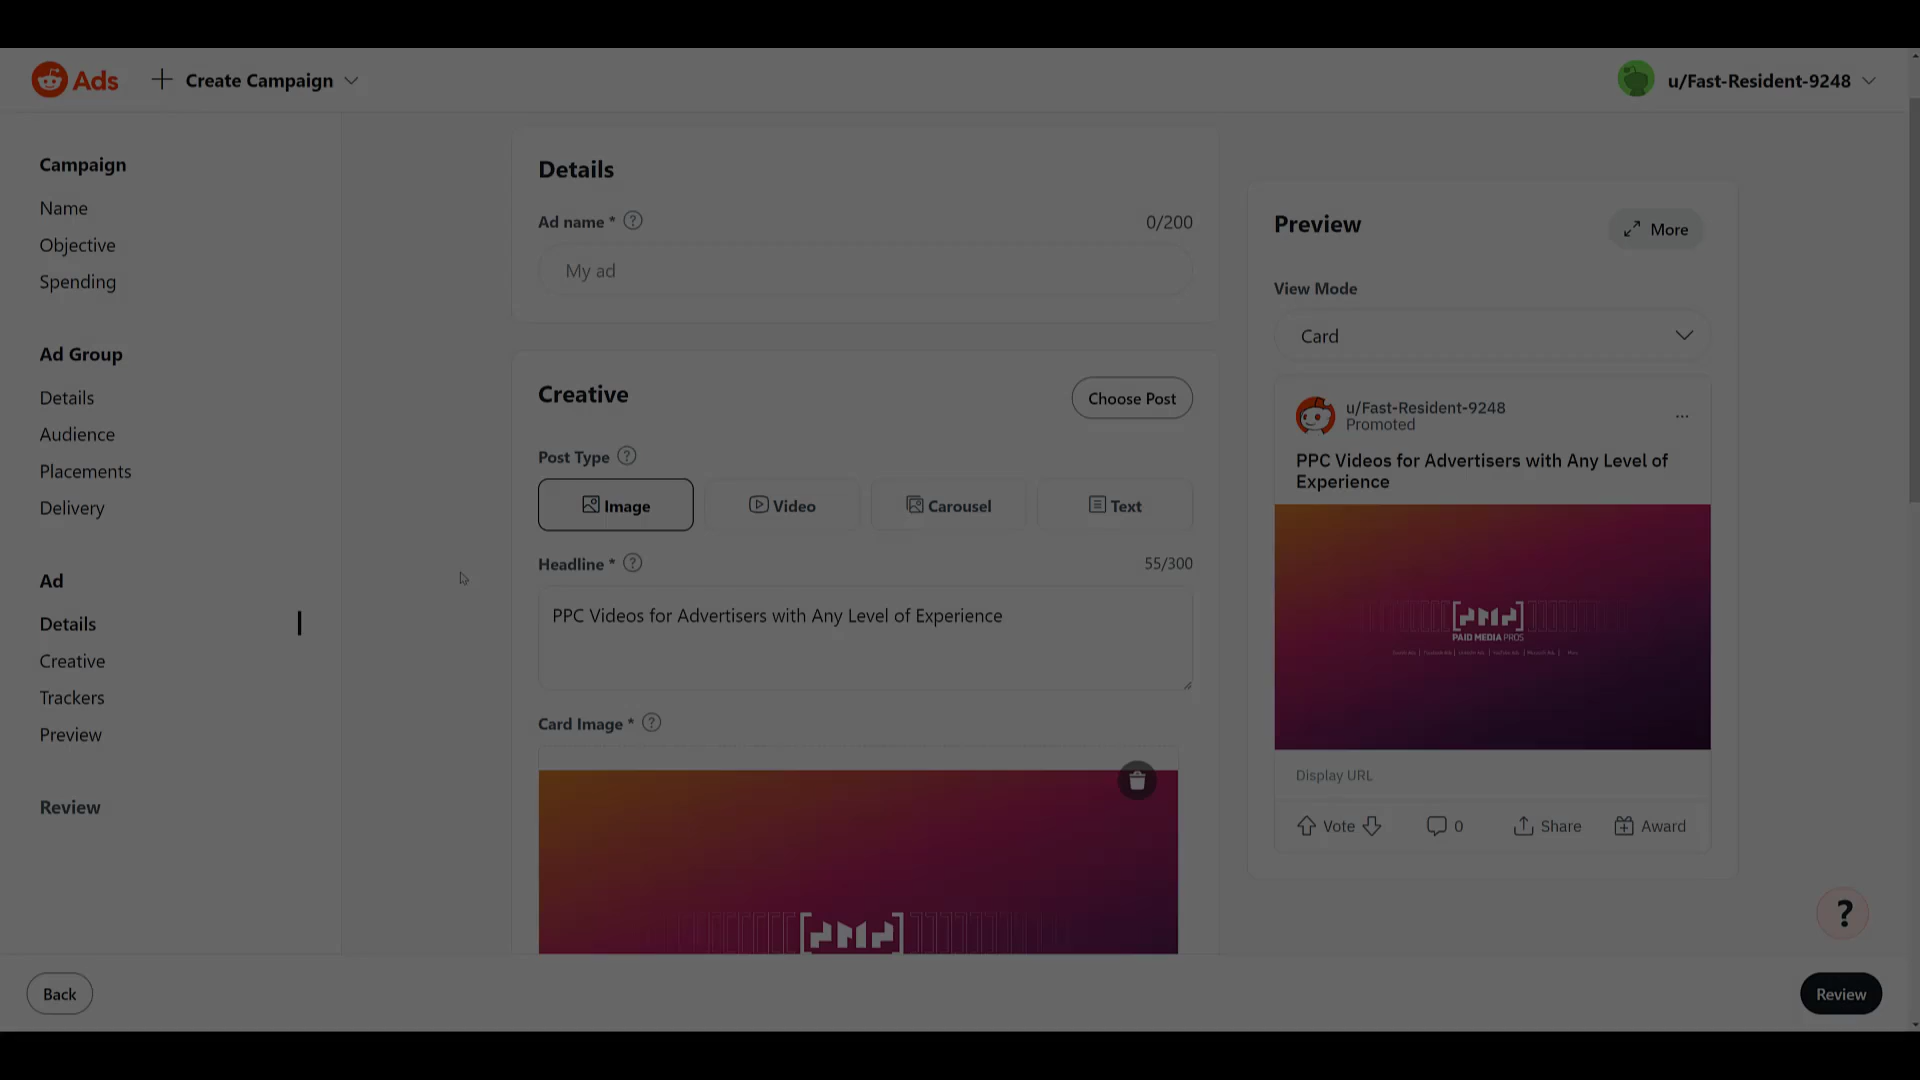 Ads
Create Campaign
u/Fast-Resident-9248
Campaign
Name
Objective
Spending
Ad Group
Details
Audience
Placements
Delivery
Ad
Details
Creative
Trackers
Preview
Review
Details
Ad name * ?
0/200
My ad
Creative
Choose Post
Post Type ?
Image
Video
Carousel
Text
Headline * ?
55/300
PPC Videos for Advertisers with Any Level of Experience
Card Image * ?
Preview
More
View Mode
Card
u/Fast-Resident-9248
Promoted
...
PPC Videos for Advertisers with Any Level of
Experience
PAID MEDIA PROS
Display URL
Vote
0
Share
Award
?
Back
Review